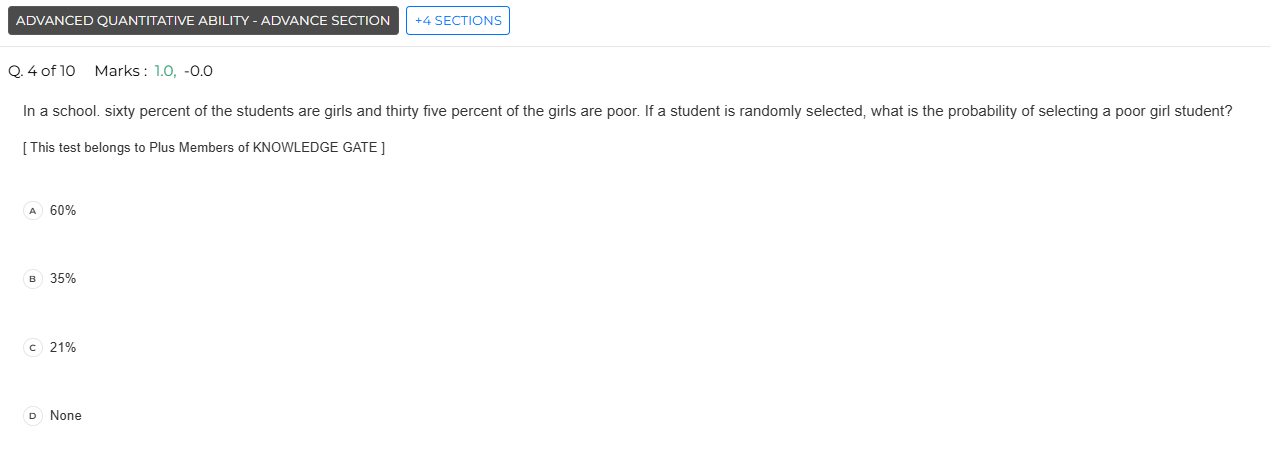 ADVANCED QUANTITATIVE ABILITY - ADVANCE SECTION +4 SECTIONS
Q. 4 of 10 Marks : 1.0, -0.0
In a school. sixty percent of the students are girls and thirty five percent of the girls are poor. If a student is randomly selected, what is the probability of selecting a poor girl student?
[ This test belongs to Plus Members of KNOWLEDGE GATE ]
A 60%
B 35%
C 21%
D None